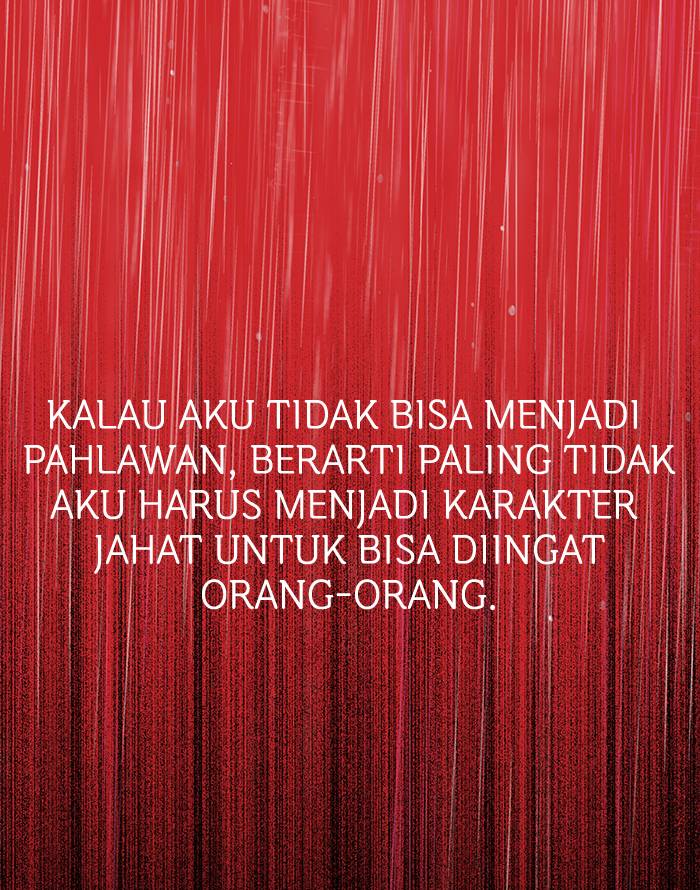 KALAU AKU TIDAK BISA MENJADI
PAHLAWAN, BERARTI PALING TIDAK
AKU HARUS MENJADI KARAKTER
JAHAT UNTUK BISA DIINGAT
ORANG-ORANG.